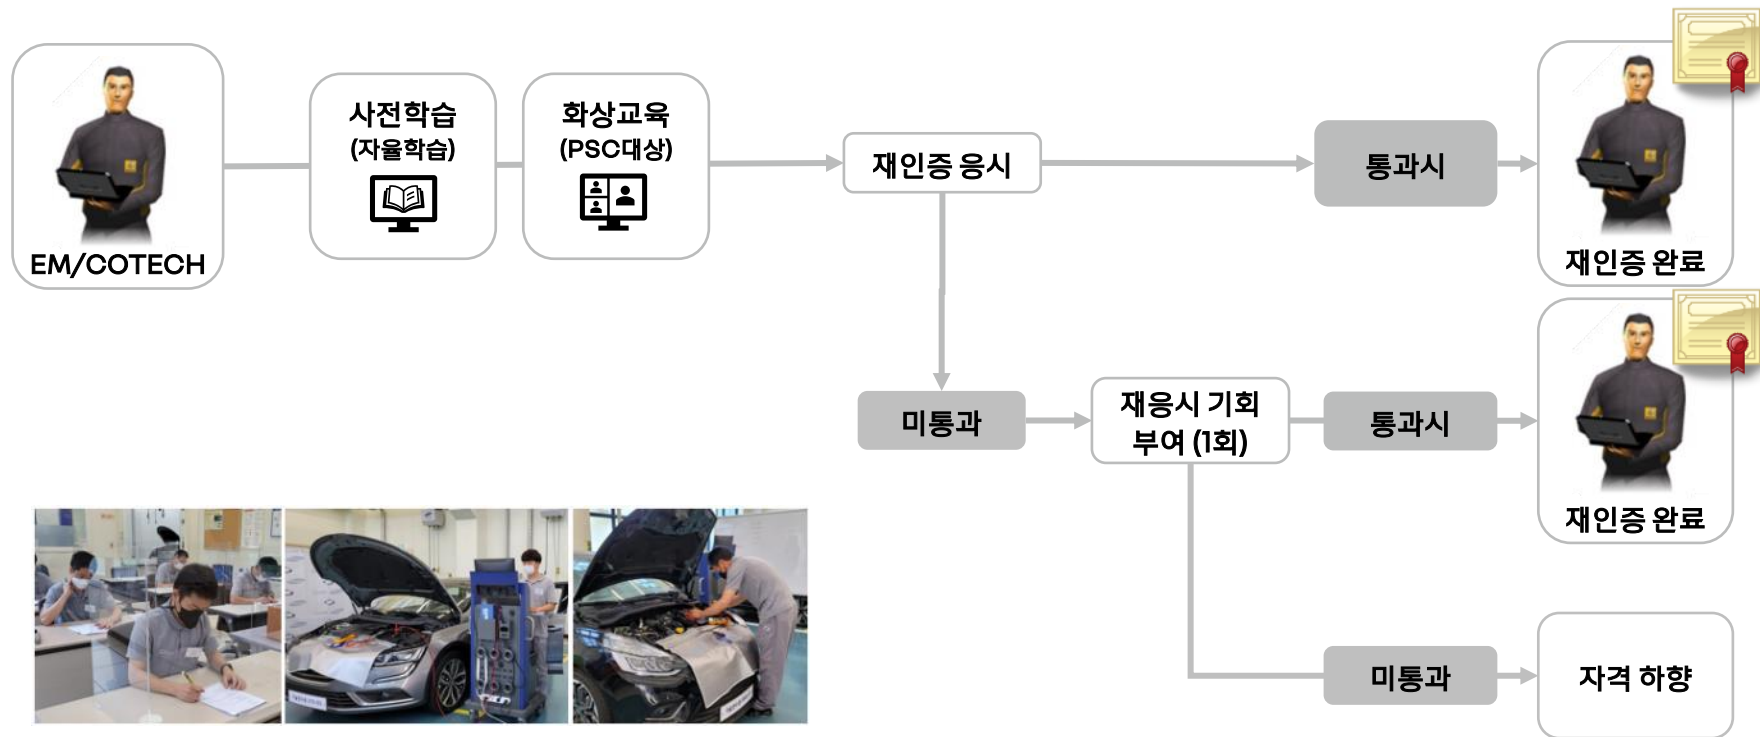 EM/COTECH
사전학습
(자율학습)
화상교육
(PSC대상)
재인증 응시
통과시
재인증 완료
미통과
재응시 기회
부여 (1회)
통과시
재인증 완료
미통과
자격 하향